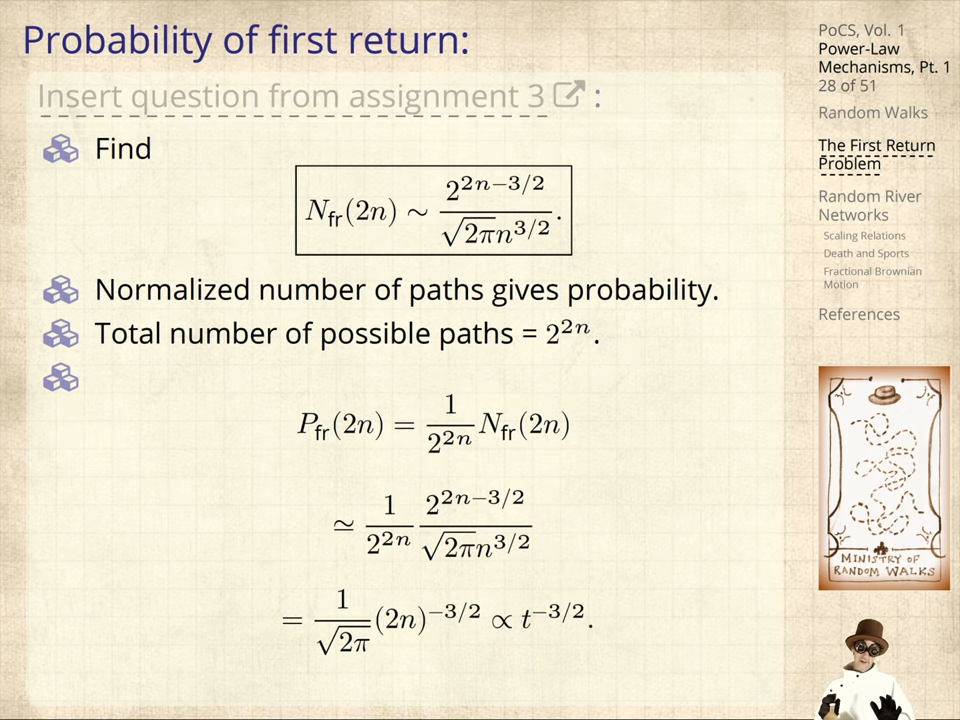 Probability of first return:
Insert question from assignment 3 :
Find
N_fr(2n) ∼ 2^{2n−3/2} / (√(2π) n^{3/2}).
Normalized number of paths gives probability.
Total number of possible paths = 2^{2n}.
P_fr(2n) = (1 / 2^{2n}) N_fr(2n)
≃ (1 / 2^{2n}) (2^{2n−3/2} / (√(2π) n^{3/2}))
= (1 / √(2π)) (2n)^{−3/2} ∝ t^{−3/2}.
PoCS, Vol. 1
Power-Law
Mechanisms, Pt. 1
28 of 51
Random Walks
The First Return
Problem
Random River
Networks
Scaling Relations
Death and Sports
Fractional Brownian
Motion
References
MINISTRY OF
RANDOM WALKS